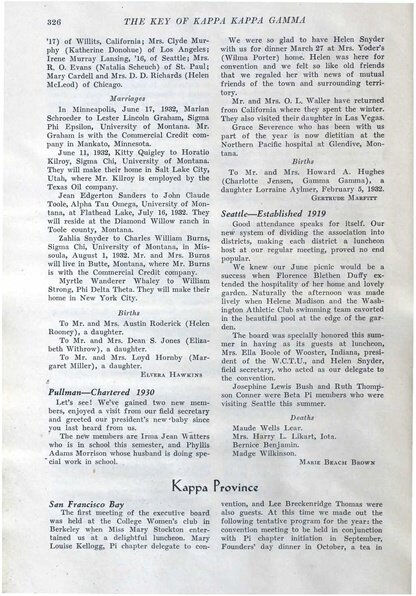 326
THE KEY OF KAPPA KAPPA GAMMA
'17) of Willits, California; Mrs. Clyde Mur-
phy (Katherine Donohue) of Los Angeles;
Irene Murray Lansing, '16, of Seattle; Mrs.
R. O. Evans (Natalia Scheuch) of St. Paul;
Mary Cardell and Mrs. D. D. Richards (Helen
McLeod) of Chicago.
Marriages
In Minneapolis, June 17, 1932, Marian
Schroeder to Lester Lincoln Graham, Sigma
Phi Epsilon, University of Montana. Mr.
Graham is with the Commercial Credit com-
pany in Mankato, Minnesota.
June 11, 1932, Kitty Quigley to Horatio
Kilroy, Sigma Chi, University of Montana.
They will make their home in Salt Lake City,
Utah, where Mr. Kilroy is employed by the
Texas Oil company.
Jean Edgerton Sanders to John Claude
Toole, Alpha Tau Omega, University of Mon-
tana, at Flathead Lake, July 16, 1932. They
will reside at the Diamond Willow ranch in
Toole county, Montana.
Zahlia Snyder to Charles William Burns,
Sigma Chi, University of Montana, in Mis-
soula, August 1, 1932. Mr. and Mrs. Burns
will live in Butte, Montana, where Mr. Burns
is with the Commercial Credit company.
Myrtle Wanderer Whaley to William
Strong, Phi Delta Theta. They will make their
home in New York City.
Births
To Mr. and Mrs. Austin Roderick (Helen
Rooney), a daughter.
To Mr. and Mrs. Dean S. Jones (Eliza-
beth Withrow), a daughter.
To Mr. and Mrs. Loyd Hornby (Mar-
garet Miller), a daughter.
ELVERA HAWKINS
Pullman—Chartered 1930
Let's see! We've gained two new mem-
bers, enjoyed a visit from our field secretary
and greeted our president's new baby since
you last heard from us.
The new members are Irma Jean Watters
who is in school this semester, and Phyllis
Adams Morrison whose husband is doing spe-
cial work in school.
We were so glad to have Helen Snyder
with us for dinner March 27 at Mrs. Yoder's
(Wilma Porter) home. Helen was here for
convention and we felt so like old friends
that we regaled her with news of mutual
friends of the town and surrounding terri-
tory.
Mr. and Mrs. O. L. Waller have returned
from California where they spent the winter.
They also visited their daughter in Las Vegas.
Grace Severence who has been with us
part of the year is now dietitian at the
Northern Pacific hospital at Glendive, Mon-
tana.
Births
To Mr. and Mrs. Howard A. Hughes
(Charlotte Jensen, Gamma Gamma), a
daughter Loraine Aylmer, February 5, 1932.
GERTRUDE MARFITT
Seattle—Established 1919
Good attendance speaks for itself. Our
new system of dividing the association into
districts, making each district a luncheon
host at our regular meeting, proved no end
popular.
We knew our June picnic would be a
success when Florence Blethen Duffy ex-
tended the hospitality of her home and lovely
garden. Naturally the afternoon was made
lively when Helene Madison and the Wash-
ington Athletic Club swimming team cavorted
in the beautiful pool at the edge of the gar-
den.
The board was specially honored this sum-
mer in having as its guests at luncheon,
Mrs. Ella Boole of Wooster, Indiana, presi-
dent of the W.C.T.U., and Helen Snyder,
field secretary, who acted as our delegate to
the convention.
Josephine Lewis Bush and Ruth Thomp-
son Conner were Beta Pi members who were
visiting Seattle this summer.
Deaths
Maude Wells Lear.
Mrs. Harry L. Likart, Iota.
Bernice Benjamin.
Madge Wilkinson.
MARIE BEACH BROWN
Kappa Province
San Francisco Bay
The first meeting of the executive board
was held at the College Women's club in
Berkeley when Miss Mary Stockton enter-
tained us at a delightful luncheon. Mary
Louise Kellogg, Pi chapter delegate to con-
vention, and Lee Breckenridge Thomas were
also guests. At this time we made out the
following tentative program for the year: the
convention meeting to be held in conjunction
with Pi chapter initiation in September,
Founders' day dinner in October, a tea in